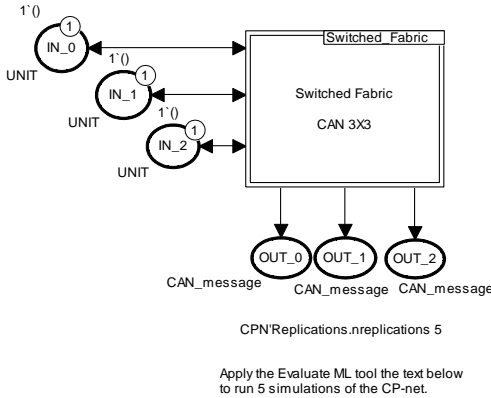 1`()
1
IN_0
UNIT
1`()
1
IN_1
UNIT
1`()
1
IN_2
UNIT
Switched_Fabric
Switched Fabric
CAN 3X3
OUT_0
OUT_1
OUT_2
CAN_message
CAN_message
CAN_message
CPN'Replications.nreplications 5
Apply the Evaluate ML tool the text below
to run 5 simulations of the CP-net.